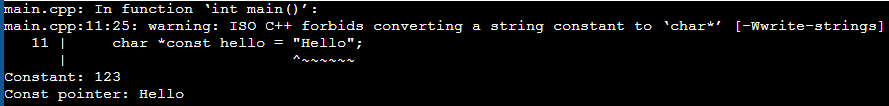 main.cpp: In function ‘int main()’:
main.cpp:11:25: warning: ISO C++ forbids converting a string constant to ‘char*’ [-Wwrite-strings]
   11 |     char *const hello = "Hello";
      |                         ^~~~~~~
Constant: 123
Const pointer: Hello